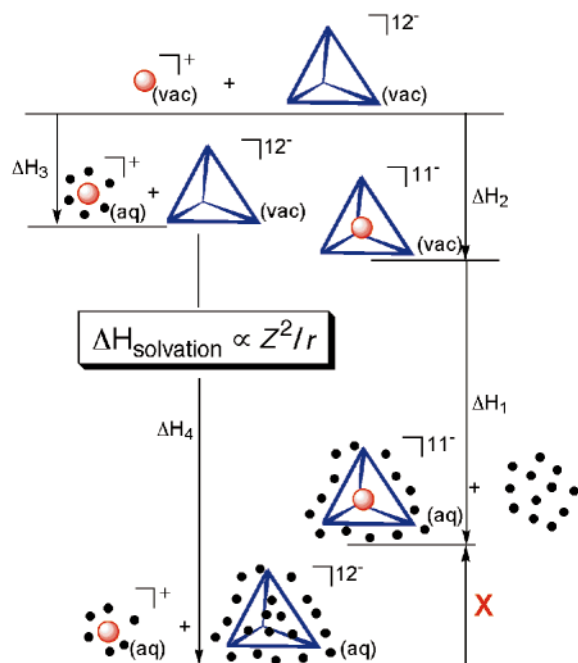 ⁺ + 12⁻
(vac) (vac)
ΔH₃ ⁺ + 12⁻ 11⁻ ΔH₂
(aq) (vac) (vac)
ΔHsolvation ∝ Z²/r
ΔH₄ ΔH₁
11⁻
+
(aq)
⁺ + 12⁻ X
(aq) (aq)